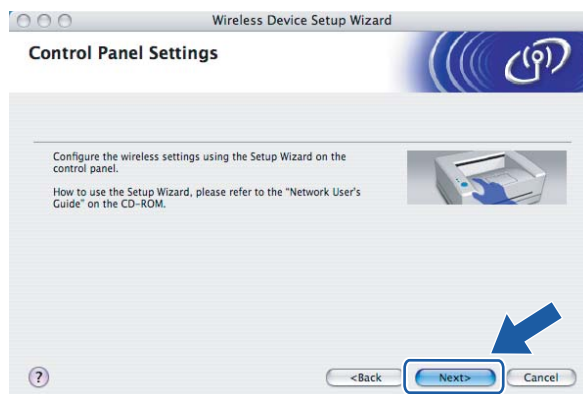 Wireless Device Setup Wizard
Control Panel Settings
Configure the wireless settings using the Setup Wizard on the
control panel.
How to use the Setup Wizard, please refer to the "Network User's
Guide" on the CD-ROM.
?
<Back
Next>
Cancel